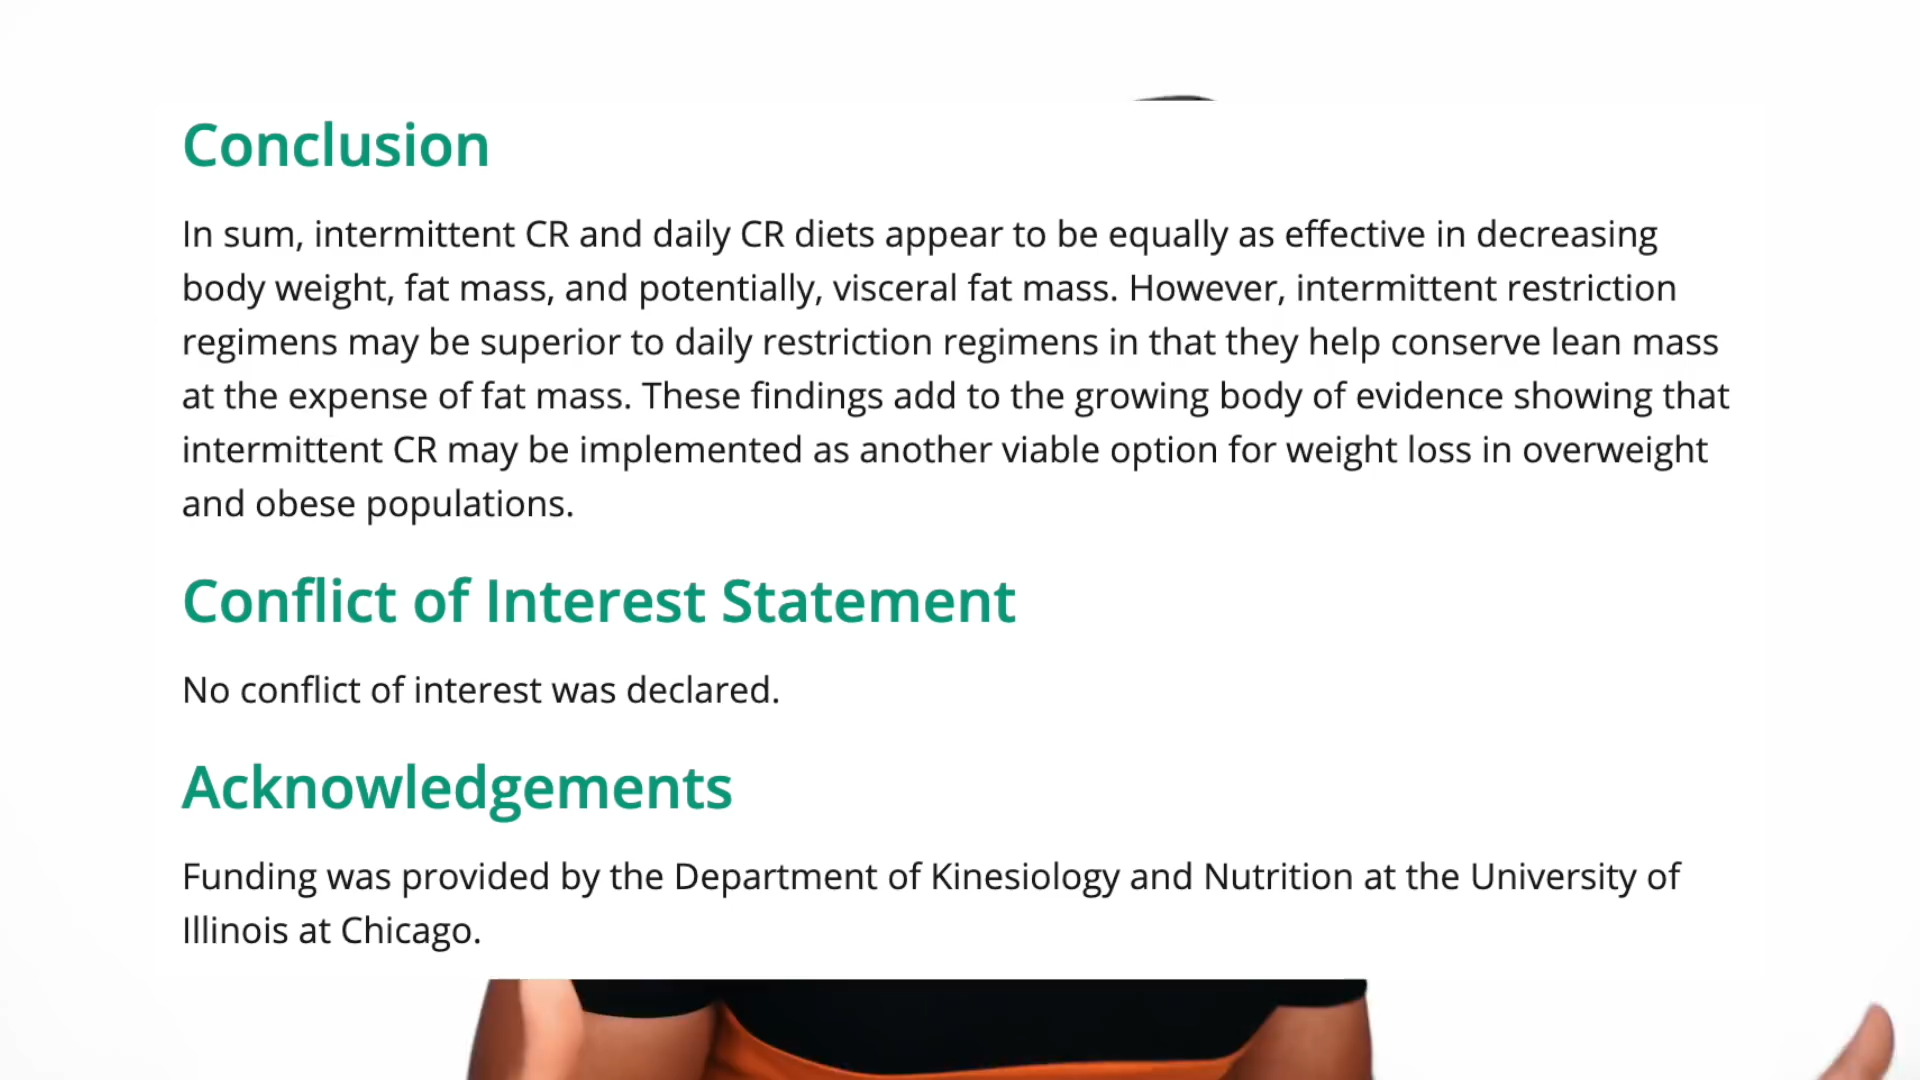 Conclusion
In sum, intermittent CR and daily CR diets appear to be equally as effective in decreasing
body weight, fat mass, and potentially, visceral fat mass. However, intermittent restriction
regimens may be superior to daily restriction regimens in that they help conserve lean mass
at the expense of fat mass. These findings add to the growing body of evidence showing that
intermittent CR may be implemented as another viable option for weight loss in overweight
and obese populations.
Conflict of Interest Statement
No conflict of interest was declared.
Acknowledgements
Funding was provided by the Department of Kinesiology and Nutrition at the University of
Illinois at Chicago.